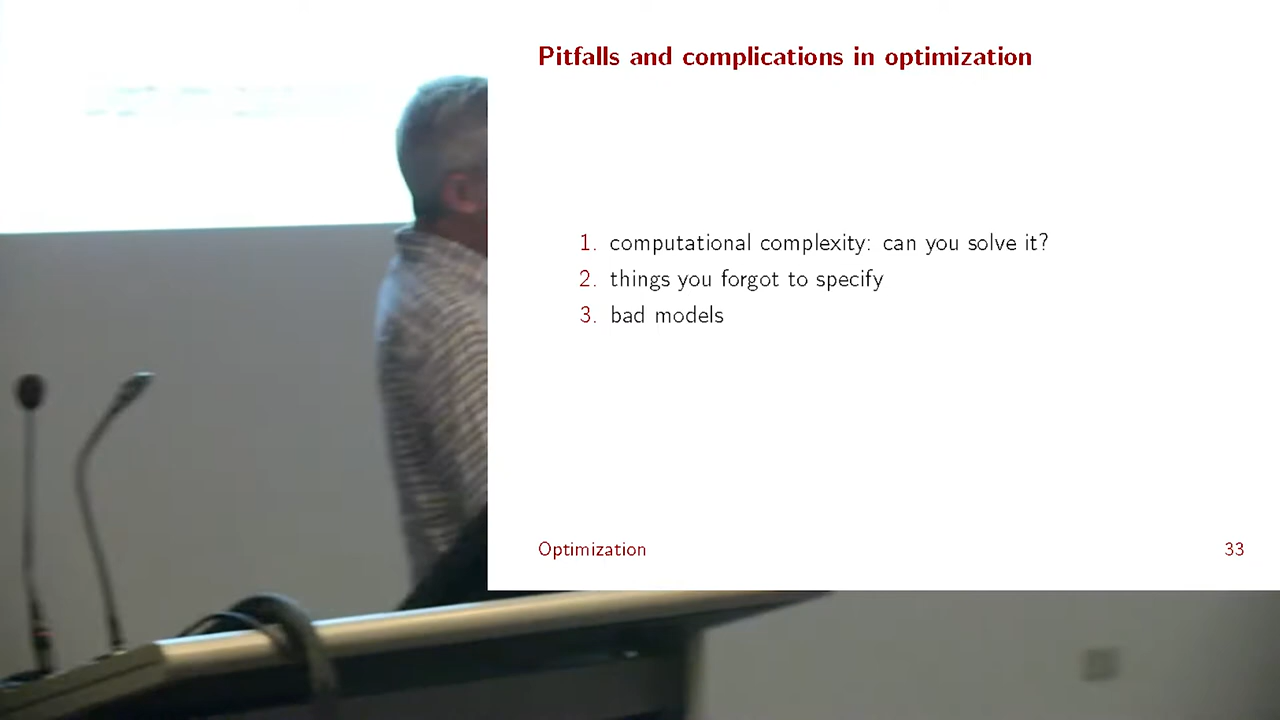 Pitfalls and complications in optimization
1. computational complexity: can you solve it?
2. things you forgot to specify
3. bad models
Optimization 33